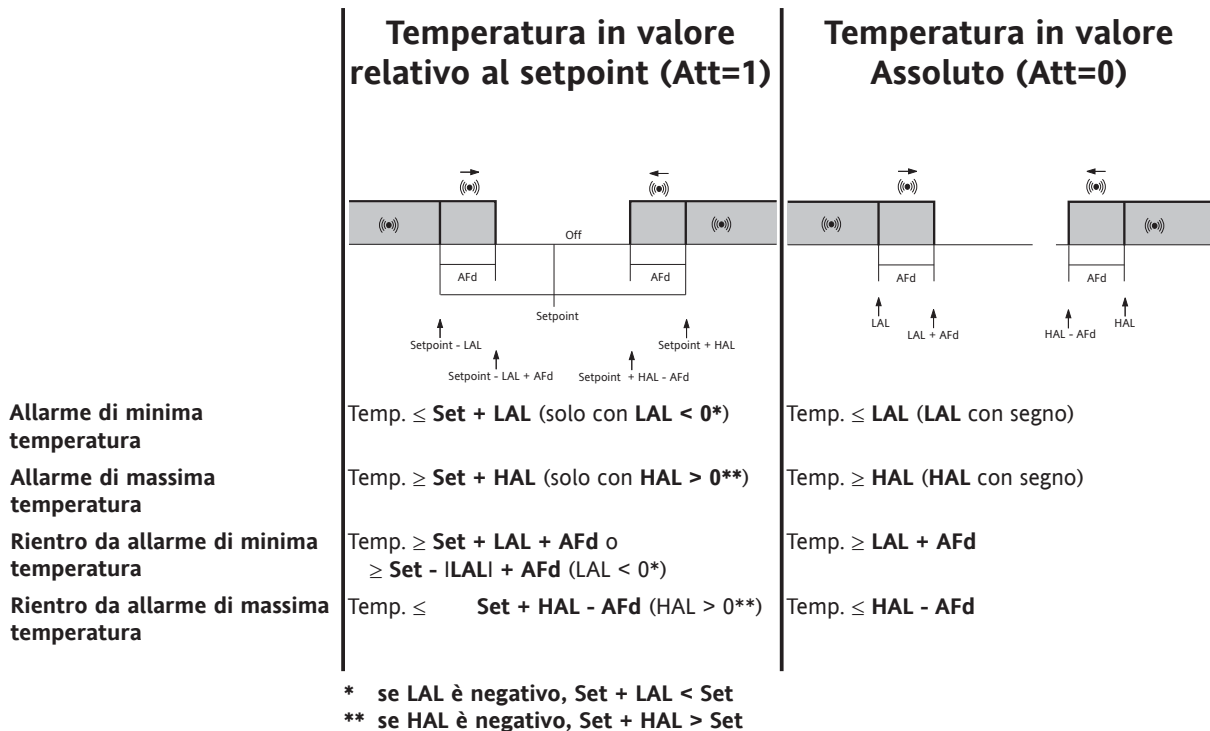 Temperatura in valore
relativo al setpoint (Att=1)
Temperatura in valore
Assoluto (Att=0)
Off
AFd
AFd
Setpoint
Setpoint - LAL
Setpoint + HAL
Setpoint - LAL + AFd
Setpoint + HAL - AFd
AFd
AFd
LAL
LAL + AFd
HAL - AFd
HAL
Allarme di minima
temperatura
Temp. ≤ Set + LAL (solo con LAL < 0*)
Temp. ≤ LAL (LAL con segno)
Allarme di massima
temperatura
Temp. ≥ Set + HAL (solo con HAL > 0**)
Temp. ≥ HAL (HAL con segno)
Rientro da allarme di minima
temperatura
Temp. ≥ Set + LAL + AFd o
≥ Set - |LAL| + AFd (LAL < 0*)
Temp. ≥ LAL + AFd
Rientro da allarme di massima
temperatura
Temp. ≤ Set + HAL - AFd (HAL > 0**)
Temp. ≤ HAL - AFd
* se LAL è negativo, Set + LAL < Set
** se HAL è negativo, Set + HAL > Set